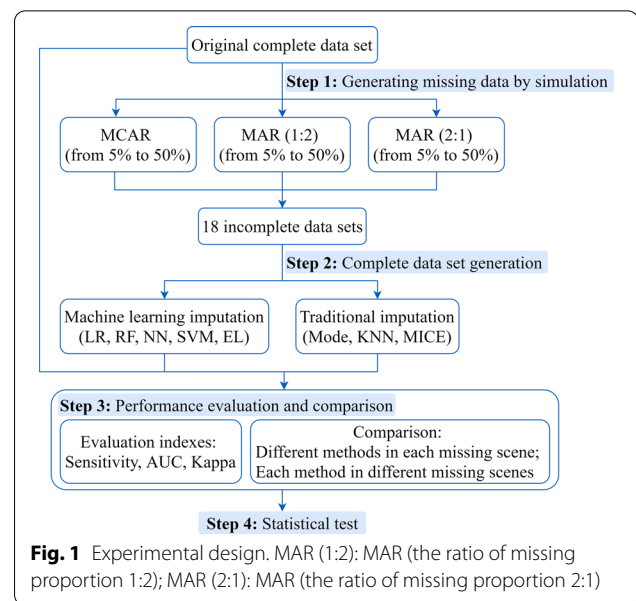 Original complete data set
Step 1: Generating missing data by simulation
MCAR
(from 5% to 50%)
MAR (1:2)
(from 5% to 50%)
MAR (2:1)
(from 5% to 50%)
18 incomplete data sets
Step 2: Complete data set generation
Machine learning imputation
(LR, RF, NN, SVM, EL)
Traditional imputation
(Mode, KNN, MICE)
Step 3: Performance evaluation and comparison
Evaluation indexes:
Sensitivity, AUC, Kappa
Comparison:
Different methods in each missing scene;
Each method in different missing scenes
Step 4: Statistical test
Fig. 1 Experimental design. MAR (1:2): MAR (the ratio of missing
proportion 1:2); MAR (2:1): MAR (the ratio of missing proportion 2:1)